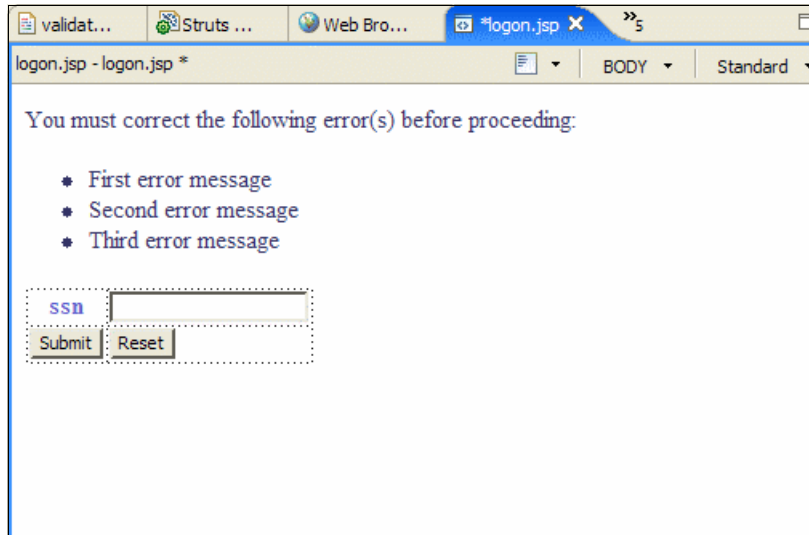 validat... Struts ... Web Bro... *logon.jsp »5
logon.jsp - logon.jsp * BODY Standard
You must correct the following error(s) before proceeding:
First error message
Second error message
Third error message
ssn
Submit Reset